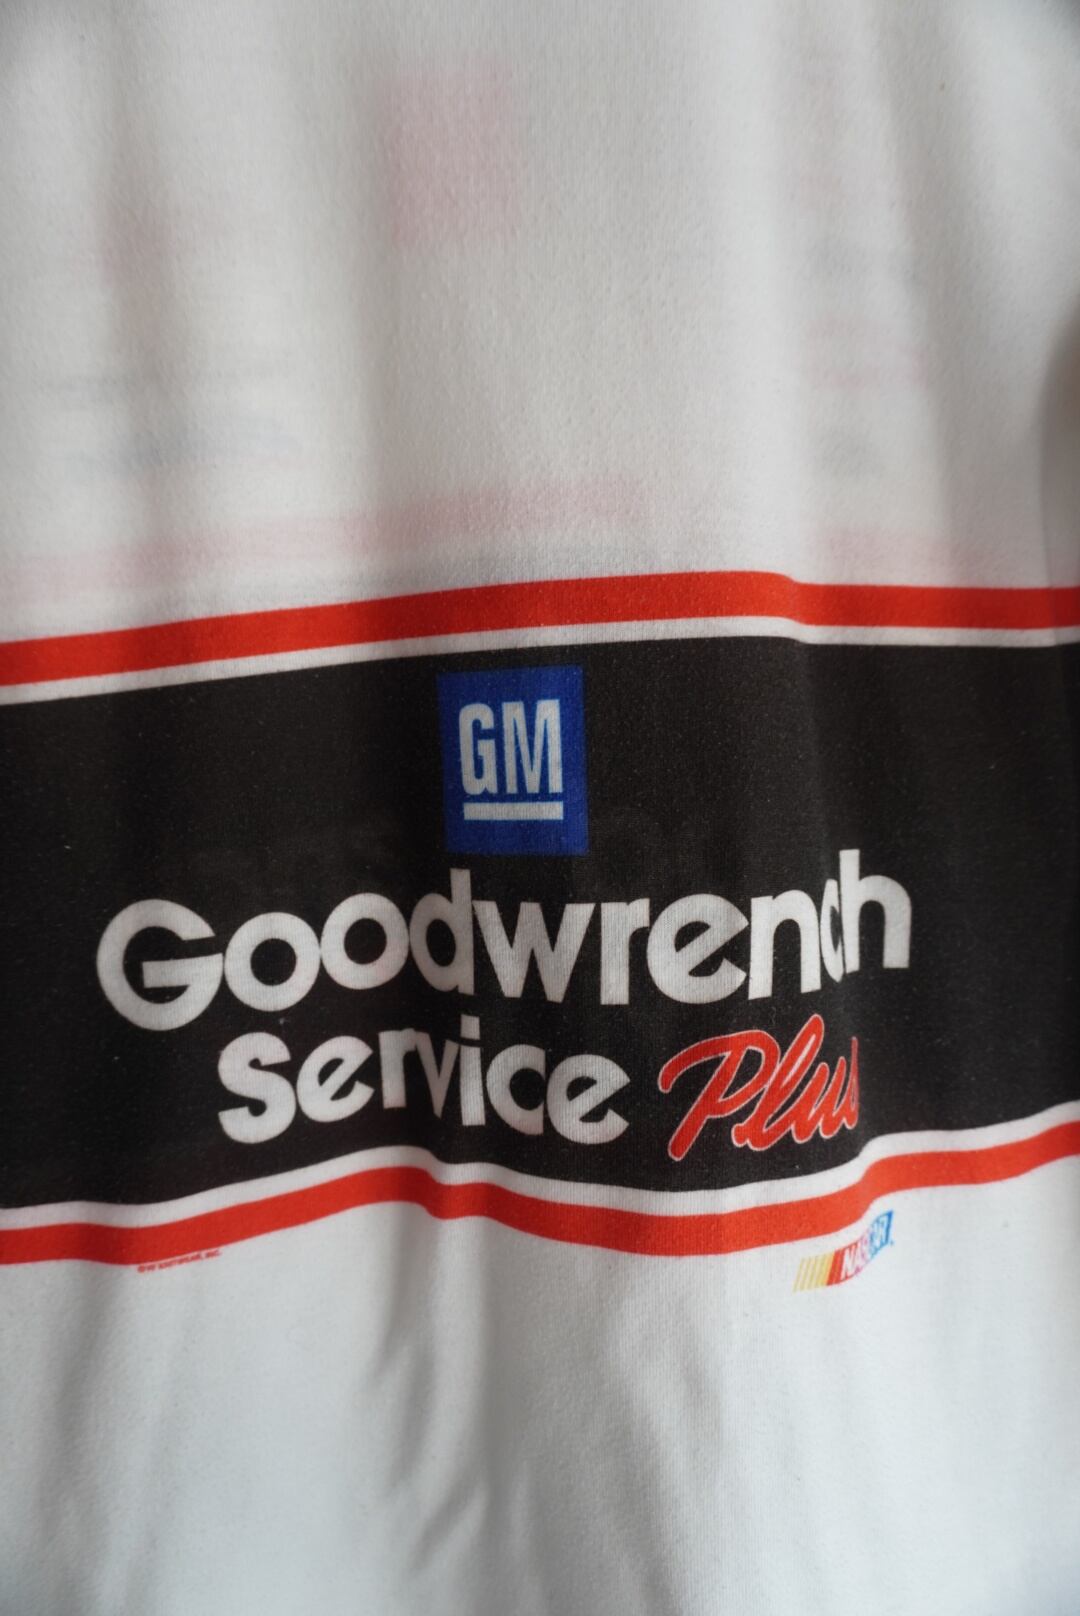 GM
Goodwrench
Service Plus
NASCAR